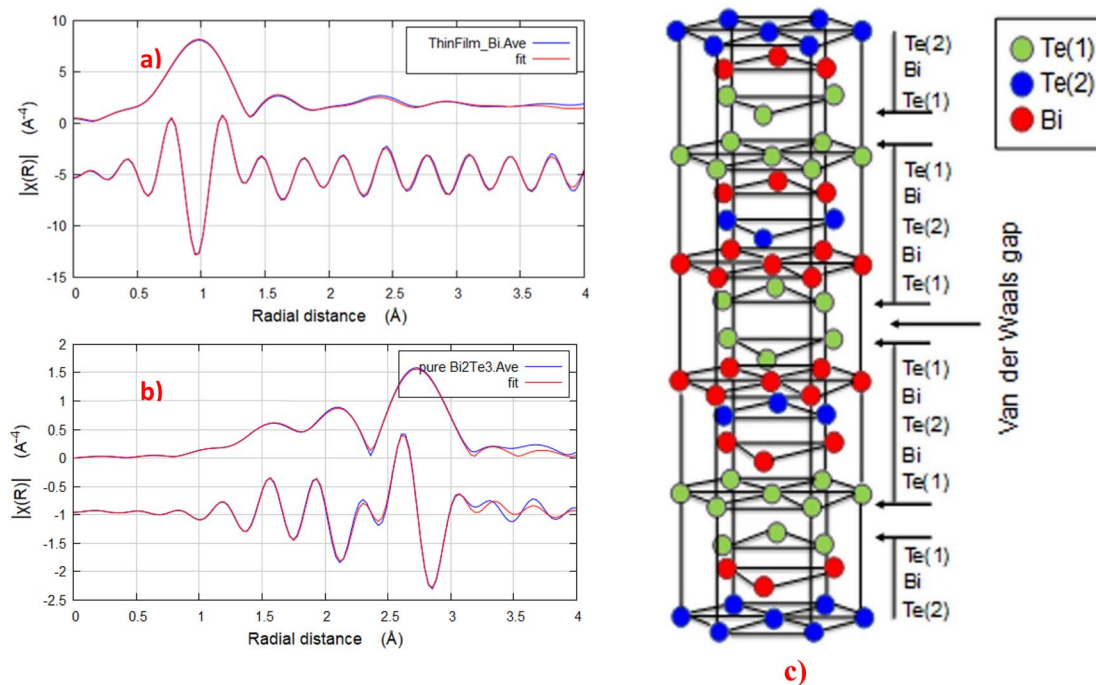 a)
ThinFilm_Bi.Ave
fit
10
5
0
-5
-10
-15
|χ(R)| (A^-4)
0 0.5 1 1.5 2 2.5 3 3.5 4
Radial distance (Å)
b)
pure Bi2Te3.Ave
fit
2
1.5
1
0.5
0
-0.5
-1
-1.5
-2
-2.5
|χ(R)| (A^-4)
0 0.5 1 1.5 2 2.5 3 3.5 4
Radial distance (Å)
Te(2)
Bi
Te(1)
Te(1)
Bi
Te(2)
Bi
Te(1)
Te(1)
Bi
Te(2)
Bi
Te(1)
Te(1)
Bi
Te(2)
Van der Waals gap
Te(1)
Te(2)
Bi
c)